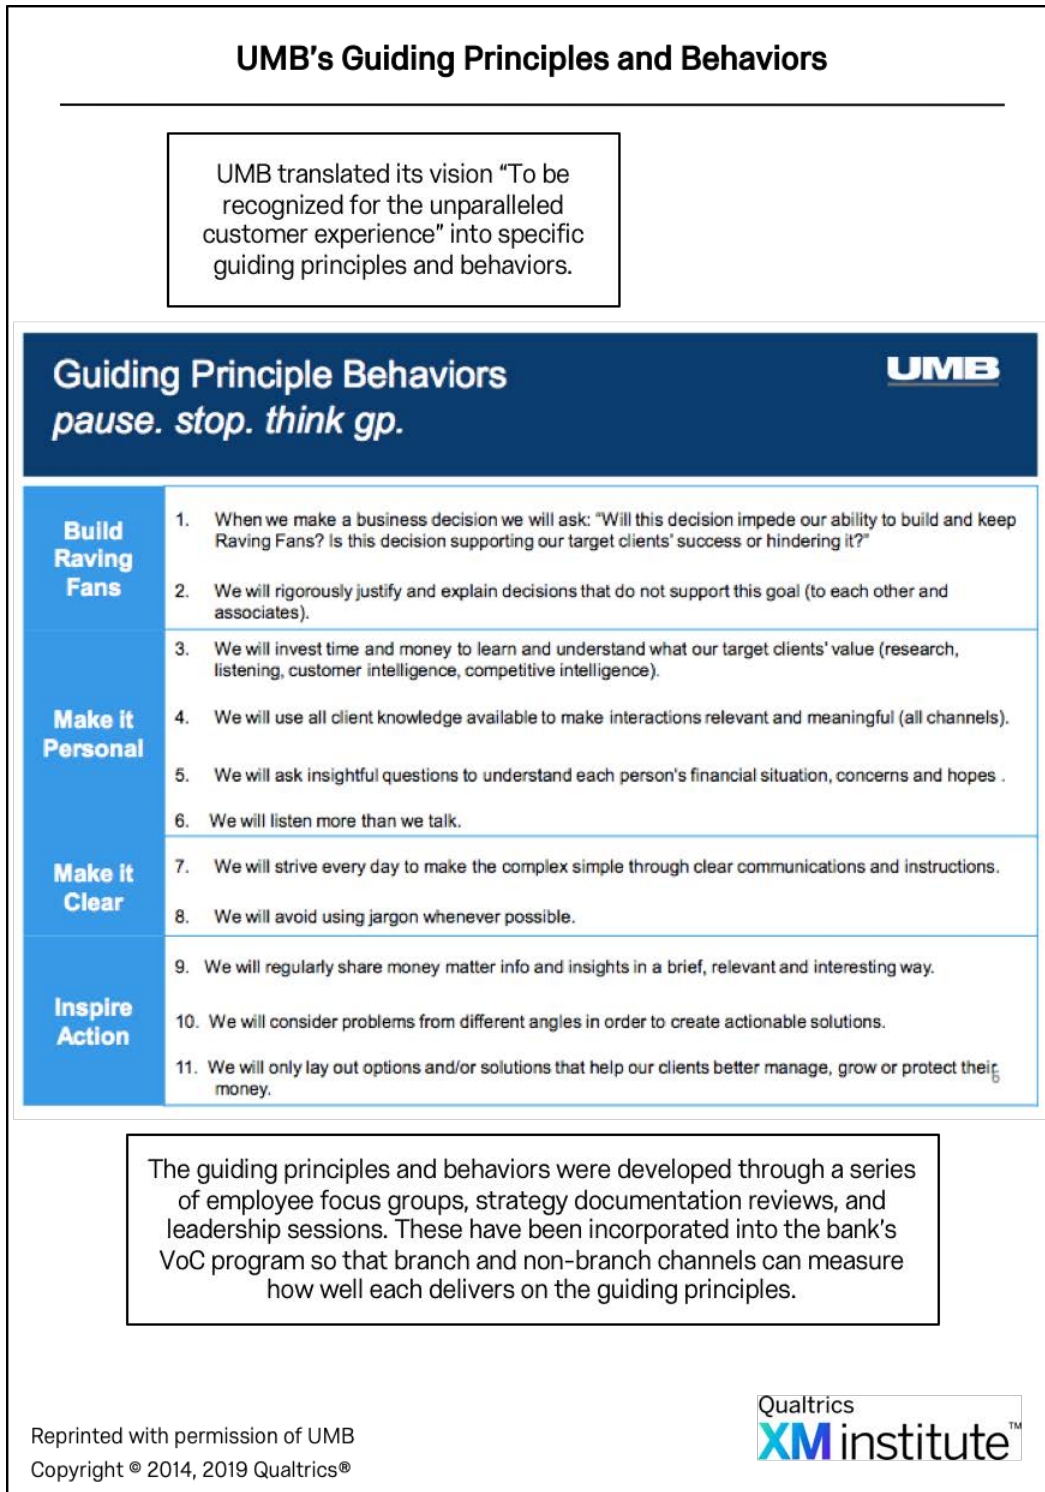 UMB's Guiding Principles and Behaviors
UMB translated its vision "To be
recognized for the unparalleled
customer experience" into specific
guiding principles and behaviors.
Guiding Principle Behaviors
UMB
pause. stop. think gp.
Build
Raving
Fans
1. When we make a business decision we will ask: "Will this decision impede our ability to build and keep
Raving Fans? Is this decision supporting our target clients' success or hindering it?"
2. We will rigorously justify and explain decisions that do not support this goal (to each other and
associates).
Make it
Personal
3. We will invest time and money to learn and understand what our target clients' value (research,
listening, customer intelligence, competitive intelligence).
4. We will use all client knowledge available to make interactions relevant and meaningful (all channels).
5. We will ask insightful questions to understand each person's financial situation, concerns and hopes .
6. We will listen more than we talk.
Make it
Clear
7. We will strive every day to make the complex simple through clear communications and instructions.
8. We will avoid using jargon whenever possible.
Inspire
Action
9. We will regularly share money matter info and insights in a brief, relevant and interesting way.
10. We will consider problems from different angles in order to create actionable solutions.
11. We will only lay out options and/or solutions that help our clients better manage, grow or protect their
money.
6
The guiding principles and behaviors were developed through a series
of employee focus groups, strategy documentation reviews, and
leadership sessions. These have been incorporated into the bank's
VoC program so that branch and non-branch channels can measure
how well each delivers on the guiding principles.
Reprinted with permission of UMB
Copyright © 2014, 2019 Qualtrics®
Qualtrics
XM institute™